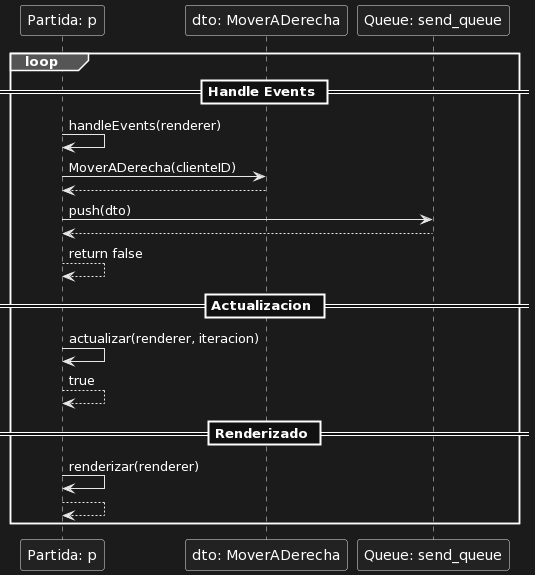 Partida: p
dto: MoverADerecha
Queue: send_queue
loop
Handle Events
handleEvents(renderer)
MoverADerecha(clienteID)
push(dto)
return false
Actualizacion
actualizar(renderer, iteracion)
true
Renderizado
renderizar(renderer)
Partida: p
dto: MoverADerecha
Queue: send_queue